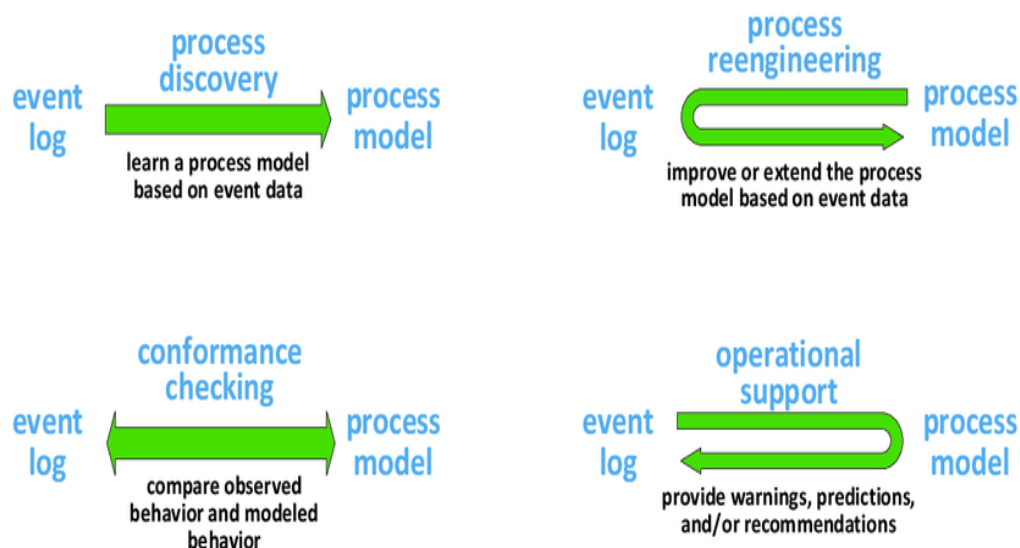 process
discovery
event
log
process
model
learn a process model
based on event data
process
reengineering
event
log
process
model
improve or extend the process
model based on event data
conformance
checking
event
log
process
model
compare observed
behavior and modeled
behavior
operational
support
event
log
process
model
provide warnings, predictions,
and/or recommendations